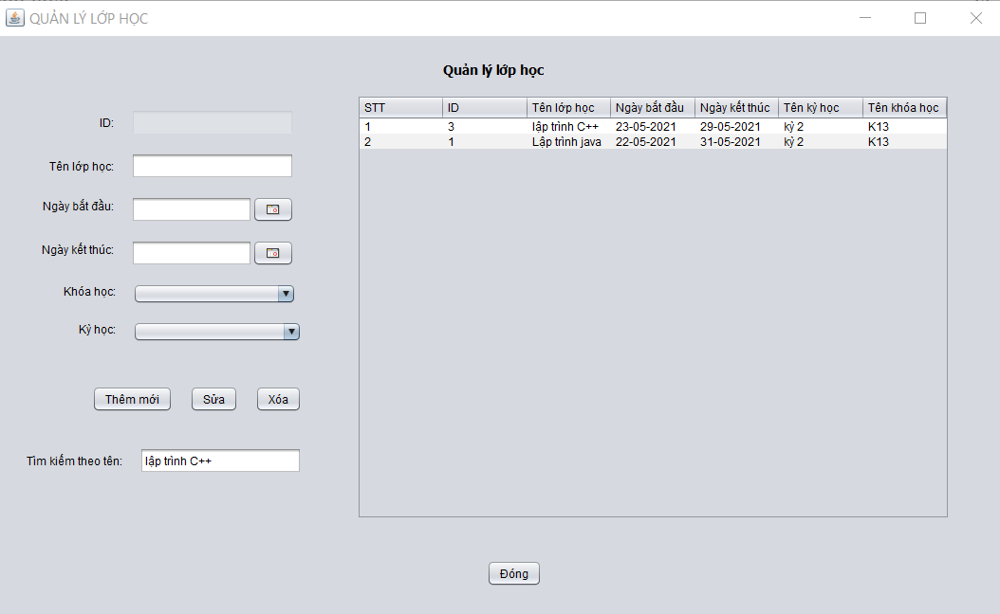 QUẢN LÝ LỚP HỌC
Quản lý lớp học
ID:
Tên lớp học:
Ngày bắt đầu:
Ngày kết thúc:
Khóa học:
Kỳ học:
Thêm mới Sửa Xóa
Tìm kiếm theo tên: lập trình C++
STT ID Tên lớp học Ngày bắt đầu Ngày kết thúc Tên kỳ học Tên khóa học
1 3 lập trình C++ 23-05-2021 29-05-2021 kỳ 2 K13
2 1 Lập trình java 22-05-2021 31-05-2021 kỳ 2 K13
Đóng